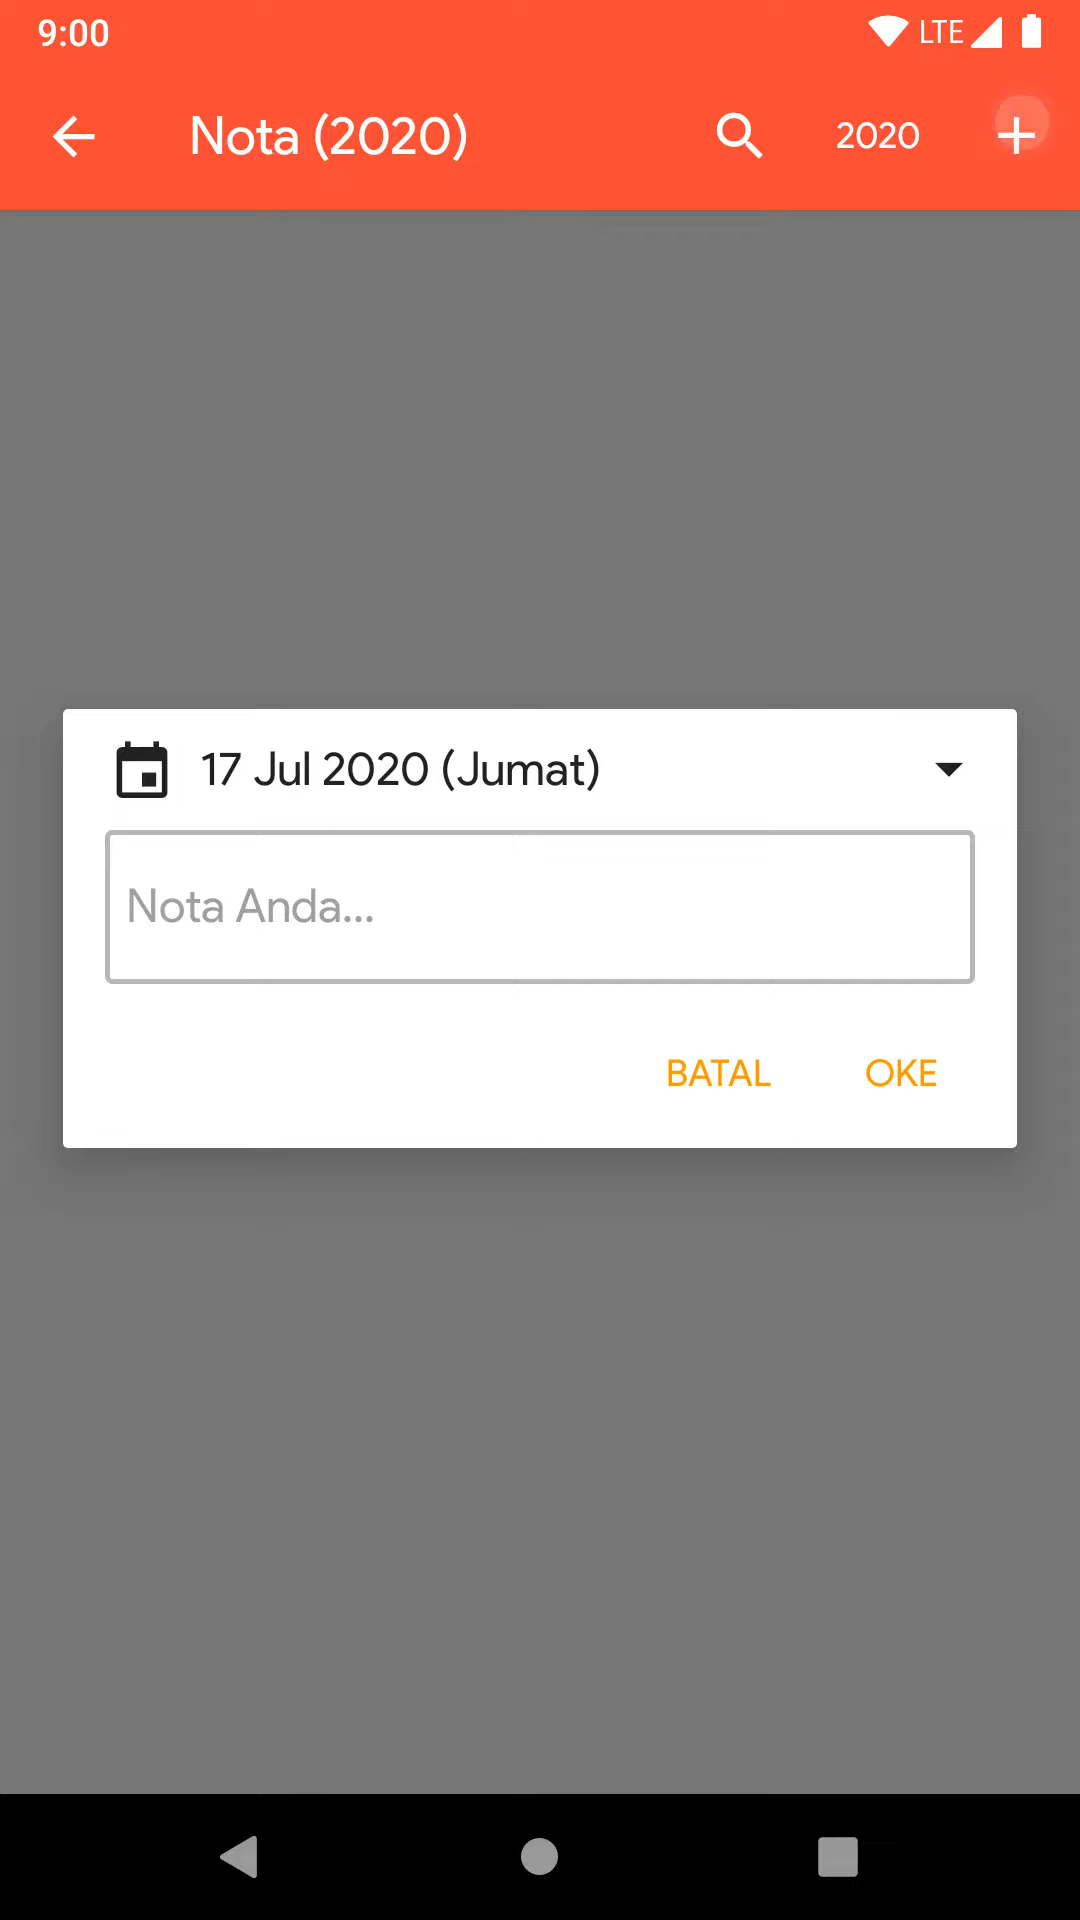 9:00 LTE
Nota (2020) 2020
17 Jul 2020 (Jumat)
Nota Anda...
BATAL OKE